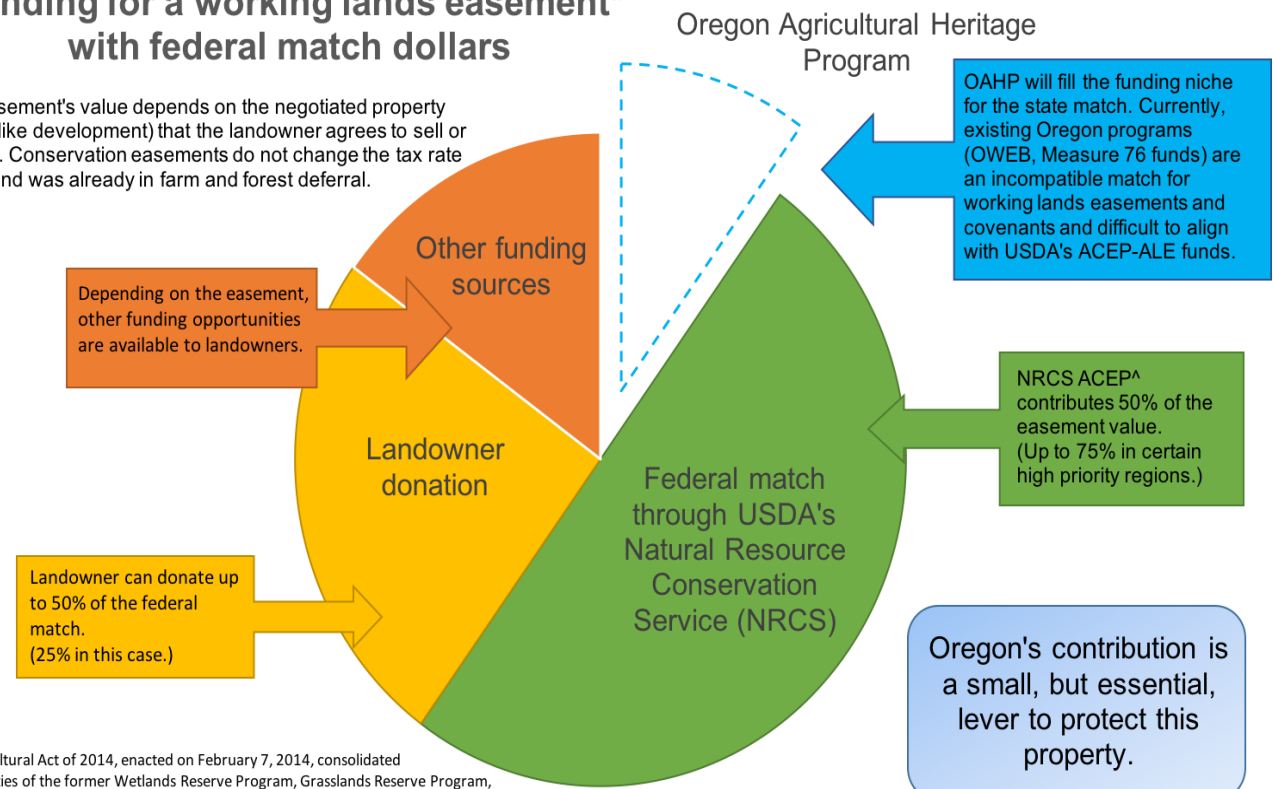 nding for a working lands easement*
with federal match dollars
sement's value depends on the negotiated property
like development) that the landowner agrees to sell or
. Conservation easements do not change the tax rate
nd was already in farm and forest deferral.
Oregon Agricultural Heritage
Program
OAHP will fill the funding niche
for the state match. Currently,
existing Oregon programs
(OWEB, Measure 76 funds) are
an incompatible match for
working lands easements and
covenants and difficult to align
with USDA's ACEP-ALE funds.
Other funding
sources
Depending on the easement,
other funding opportunities
are available to landowners.
NRCS ACEP^
contributes 50% of the
easement value.
(Up to 75% in certain
high priority regions.)
Landowner
donation
Federal match
through USDA's
Natural Resource
Conservation
Service (NRCS)
Landowner can donate up
to 50% of the federal
match.
(25% in this case.)
Oregon's contribution is
a small, but essential,
lever to protect this
property.
ltural Act of 2014, enacted on February 7, 2014, consolidated
ties of the former Wetlands Reserve Program, Grasslands Reserve Program,